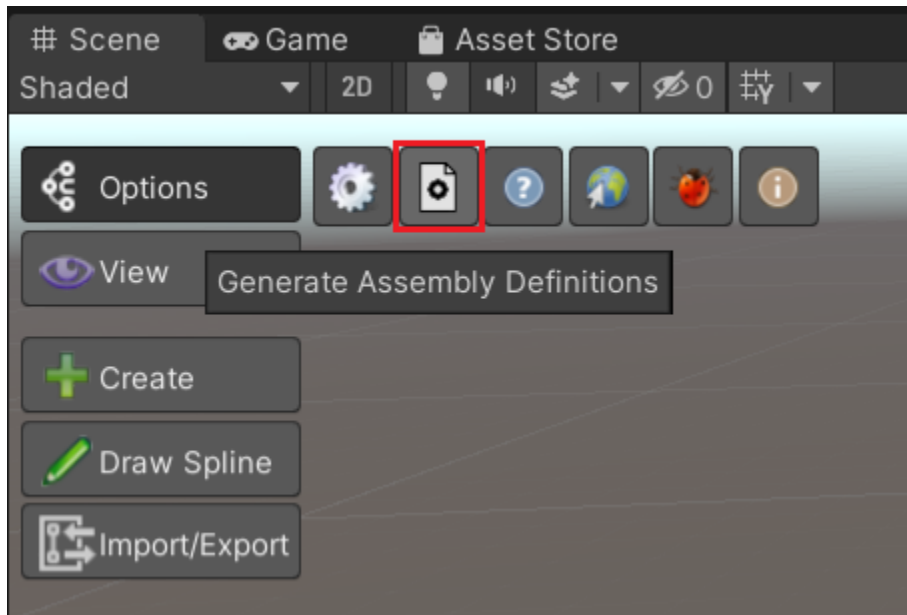 Scene Game Asset Store
Shaded 2D 0
Options
View
Generate Assembly Definitions
Create
Draw Spline
Import/Export